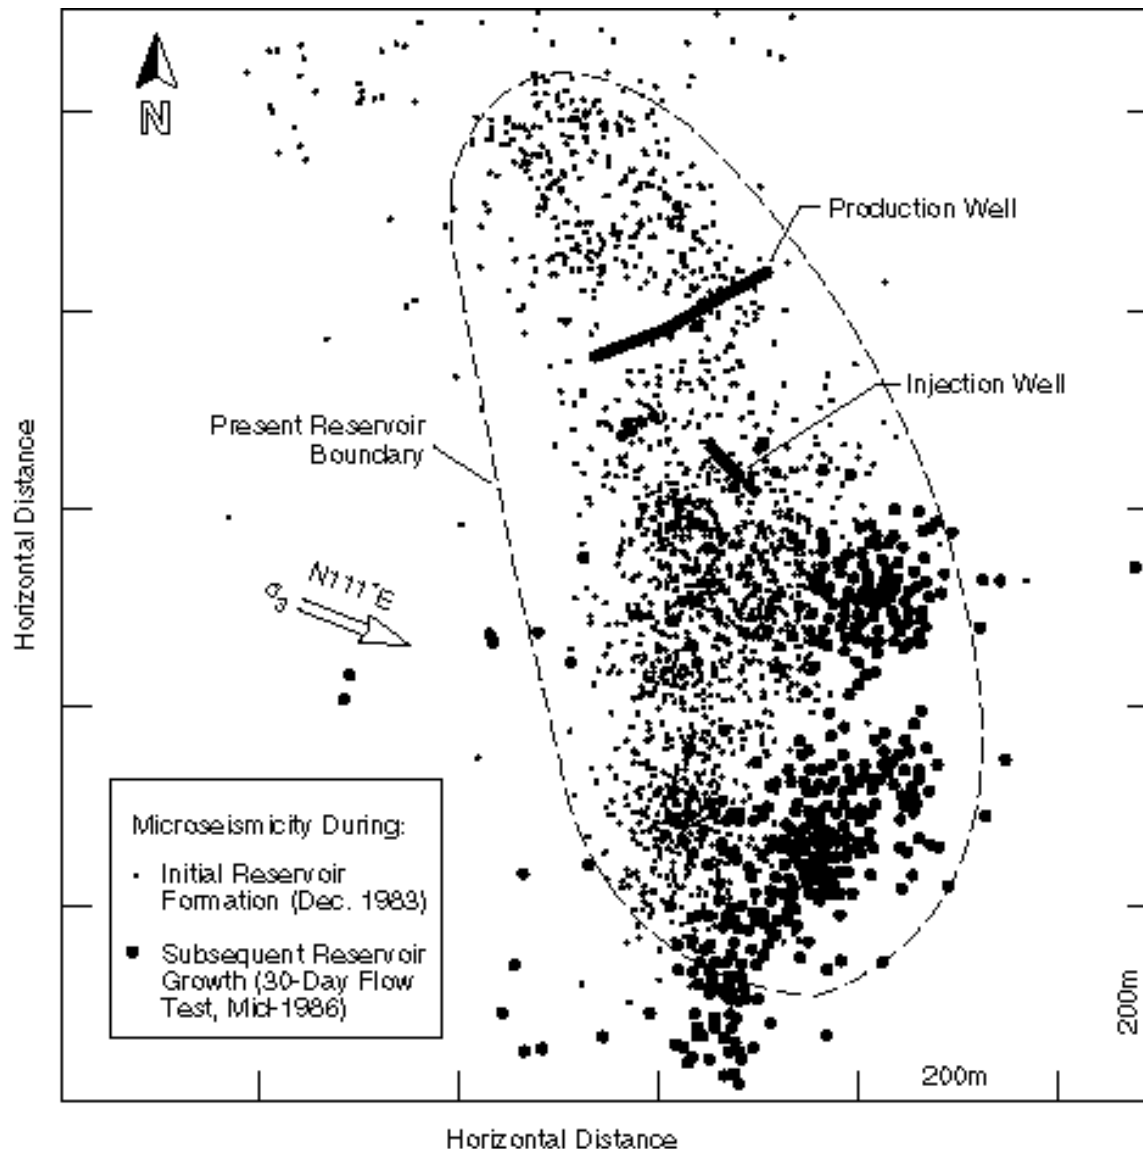 N
Production Well
Injection Well
Present Reservoir
Boundary
Horizontal Distance
N111°E
σ3
Microseismicity During:
Initial Reservoir
Formation (Dec. 1983)
Subsequent Reservoir
Growth (30-Day Flow
Test, Mid-1986)
200m
200m
Horizontal Distance